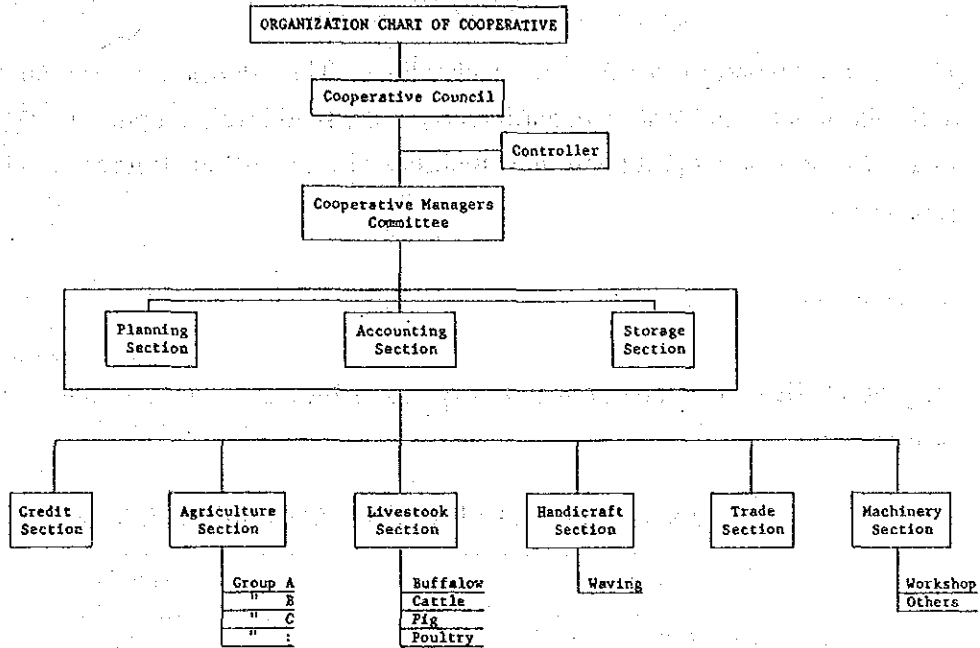 ORGANIZATION CHART OF COOPERATIVE
Cooperative Council
Controller
Cooperative Managers
Committee
Planning
Section
Accounting
Section
Storage
Section
Credit
Section
Agriculture
Section
Livestook
Section
Handicraft
Section
Trade
Section
Machinery
Section
Group A
" B
" C
" :
Buffalow
Cattle
Pig
Poultry
Waving
Workshop
Others